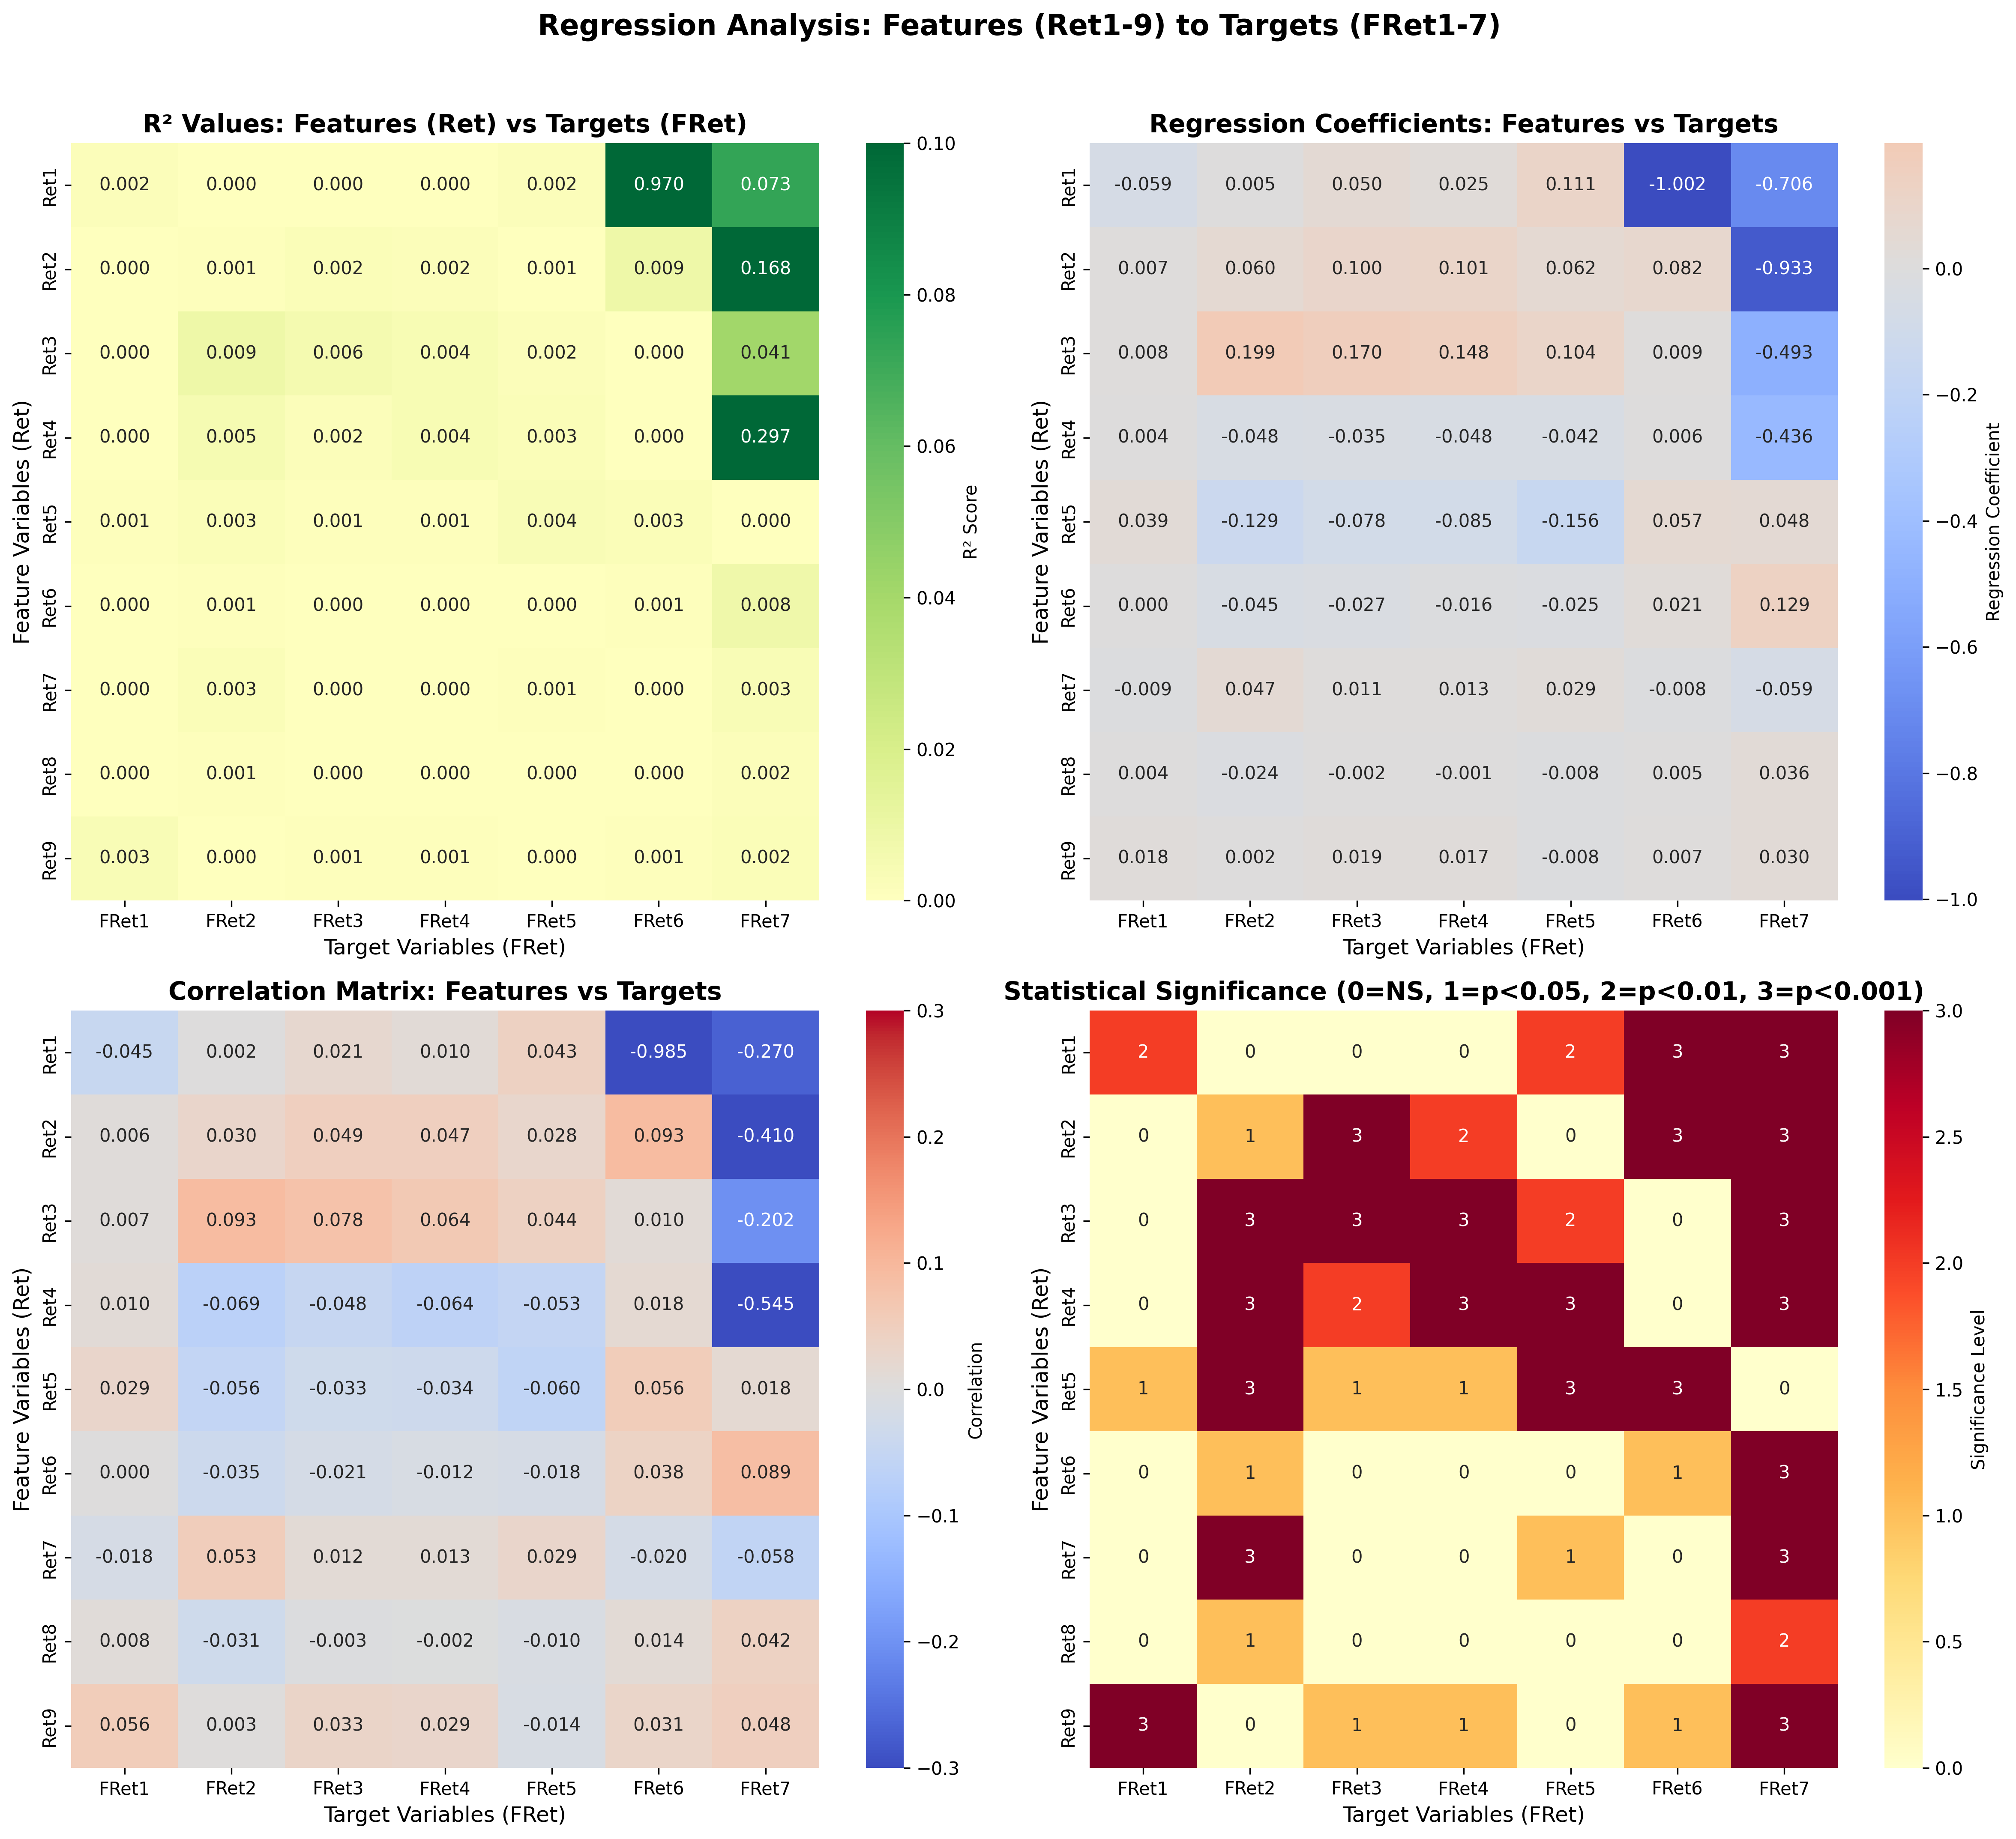 Regression Analysis: Features (Ret1-9) to Targets (FRet1-7)
R² Values: Features (Ret) vs Targets (FRet)
Feature Variables (Ret)
Ret1 0.002 0.000 0.000 0.000 0.002 0.970 0.073
Ret2 0.000 0.001 0.002 0.002 0.001 0.009 0.168
Ret3 0.000 0.009 0.006 0.004 0.002 0.000 0.041
Ret4 0.000 0.005 0.002 0.004 0.003 0.000 0.297
Ret5 0.001 0.003 0.001 0.001 0.004 0.003 0.000
Ret6 0.000 0.001 0.000 0.000 0.000 0.001 0.008
Ret7 0.000 0.003 0.000 0.000 0.001 0.000 0.003
Ret8 0.000 0.001 0.000 0.000 0.000 0.000 0.002
Ret9 0.003 0.000 0.001 0.001 0.000 0.001 0.002
FRet1 FRet2 FRet3 FRet4 FRet5 FRet6 FRet7
Target Variables (FRet)
0.10
0.08
0.06
0.04
0.02
0.00
R² Score
Regression Coefficients: Features vs Targets
Feature Variables (Ret)
Ret1 -0.059 0.005 0.050 0.025 0.111 -1.002 -0.706
Ret2 0.007 0.060 0.100 0.101 0.062 0.082 -0.933
Ret3 0.008 0.199 0.170 0.148 0.104 0.009 -0.493
Ret4 0.004 -0.048 -0.035 -0.048 -0.042 0.006 -0.436
Ret5 0.039 -0.129 -0.078 -0.085 -0.156 0.057 0.048
Ret6 0.000 -0.045 -0.027 -0.016 -0.025 0.021 0.129
Ret7 -0.009 0.047 0.011 0.013 0.029 -0.008 -0.059
Ret8 0.004 -0.024 -0.002 -0.001 -0.008 0.005 0.036
Ret9 0.018 0.002 0.019 0.017 -0.008 0.007 0.030
FRet1 FRet2 FRet3 FRet4 FRet5 FRet6 FRet7
Target Variables (FRet)
0.0
−0.2
−0.4
−0.6
−0.8
−1.0
Regression Coefficient
Correlation Matrix: Features vs Targets
Feature Variables (Ret)
Ret1 -0.045 0.002 0.021 0.010 0.043 -0.985 -0.270
Ret2 0.006 0.030 0.049 0.047 0.028 0.093 -0.410
Ret3 0.007 0.093 0.078 0.064 0.044 0.010 -0.202
Ret4 0.010 -0.069 -0.048 -0.064 -0.053 0.018 -0.545
Ret5 0.029 -0.056 -0.033 -0.034 -0.060 0.056 0.018
Ret6 0.000 -0.035 -0.021 -0.012 -0.018 0.038 0.089
Ret7 -0.018 0.053 0.012 0.013 0.029 -0.020 -0.058
Ret8 0.008 -0.031 -0.003 -0.002 -0.010 0.014 0.042
Ret9 0.056 0.003 0.033 0.029 -0.014 0.031 0.048
FRet1 FRet2 FRet3 FRet4 FRet5 FRet6 FRet7
Target Variables (FRet)
0.3
0.2
0.1
0.0
−0.1
−0.2
−0.3
Correlation
Statistical Significance (0=NS, 1=p<0.05, 2=p<0.01, 3=p<0.001)
Feature Variables (Ret)
Ret1 2 0 0 0 2 3 3
Ret2 0 1 3 2 0 3 3
Ret3 0 3 3 3 2 0 3
Ret4 0 3 2 3 3 0 3
Ret5 1 3 1 1 3 3 0
Ret6 0 1 0 0 0 1 3
Ret7 0 3 0 0 1 0 3
Ret8 0 1 0 0 0 0 2
Ret9 3 0 1 1 0 1 3
FRet1 FRet2 FRet3 FRet4 FRet5 FRet6 FRet7
Target Variables (FRet)
3.0
2.5
2.0
1.5
1.0
0.5
0.0
Significance Level